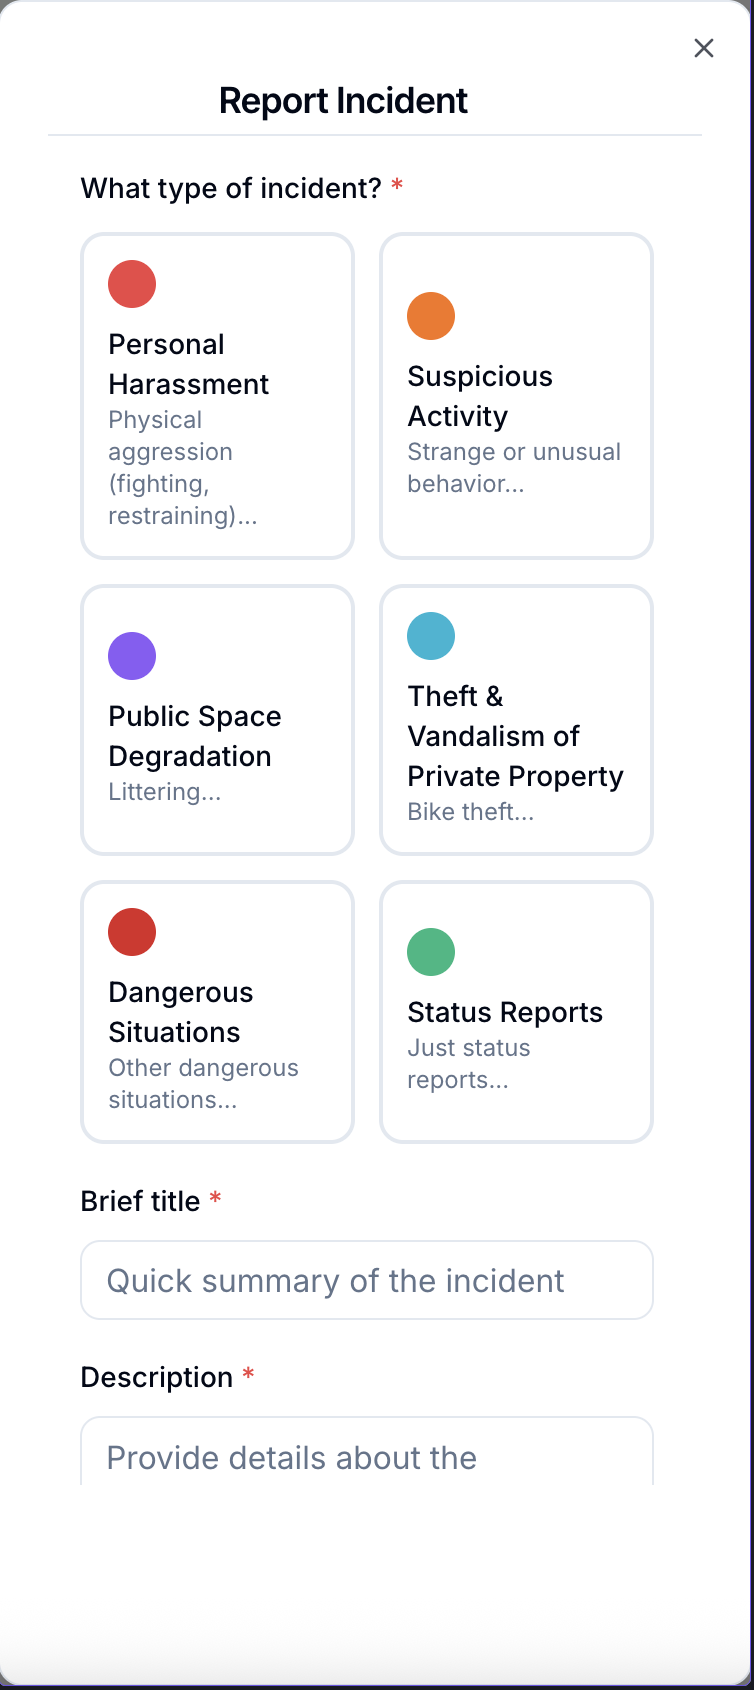 Report Incident
What type of incident? *
Personal
Harassment
Physical
aggression
(fighting,
restraining)...
Suspicious
Activity
Strange or unusual
behavior...
Public Space
Degradation
Littering...
Theft &
Vandalism of
Private Property
Bike theft...
Dangerous
Situations
Other dangerous
situations...
Status Reports
Just status
reports...
Brief title *
Quick summary of the incident
Description *
Provide details about the